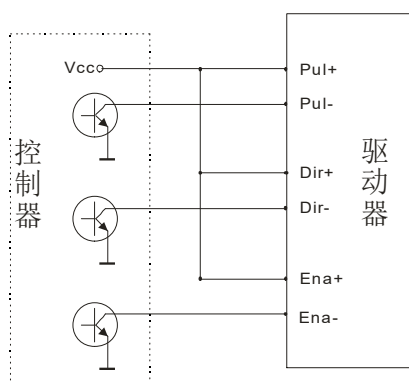 Vcc
Pul+
Pul-
控制器
驱动器
Dir+
Dir-
Ena+
Ena-